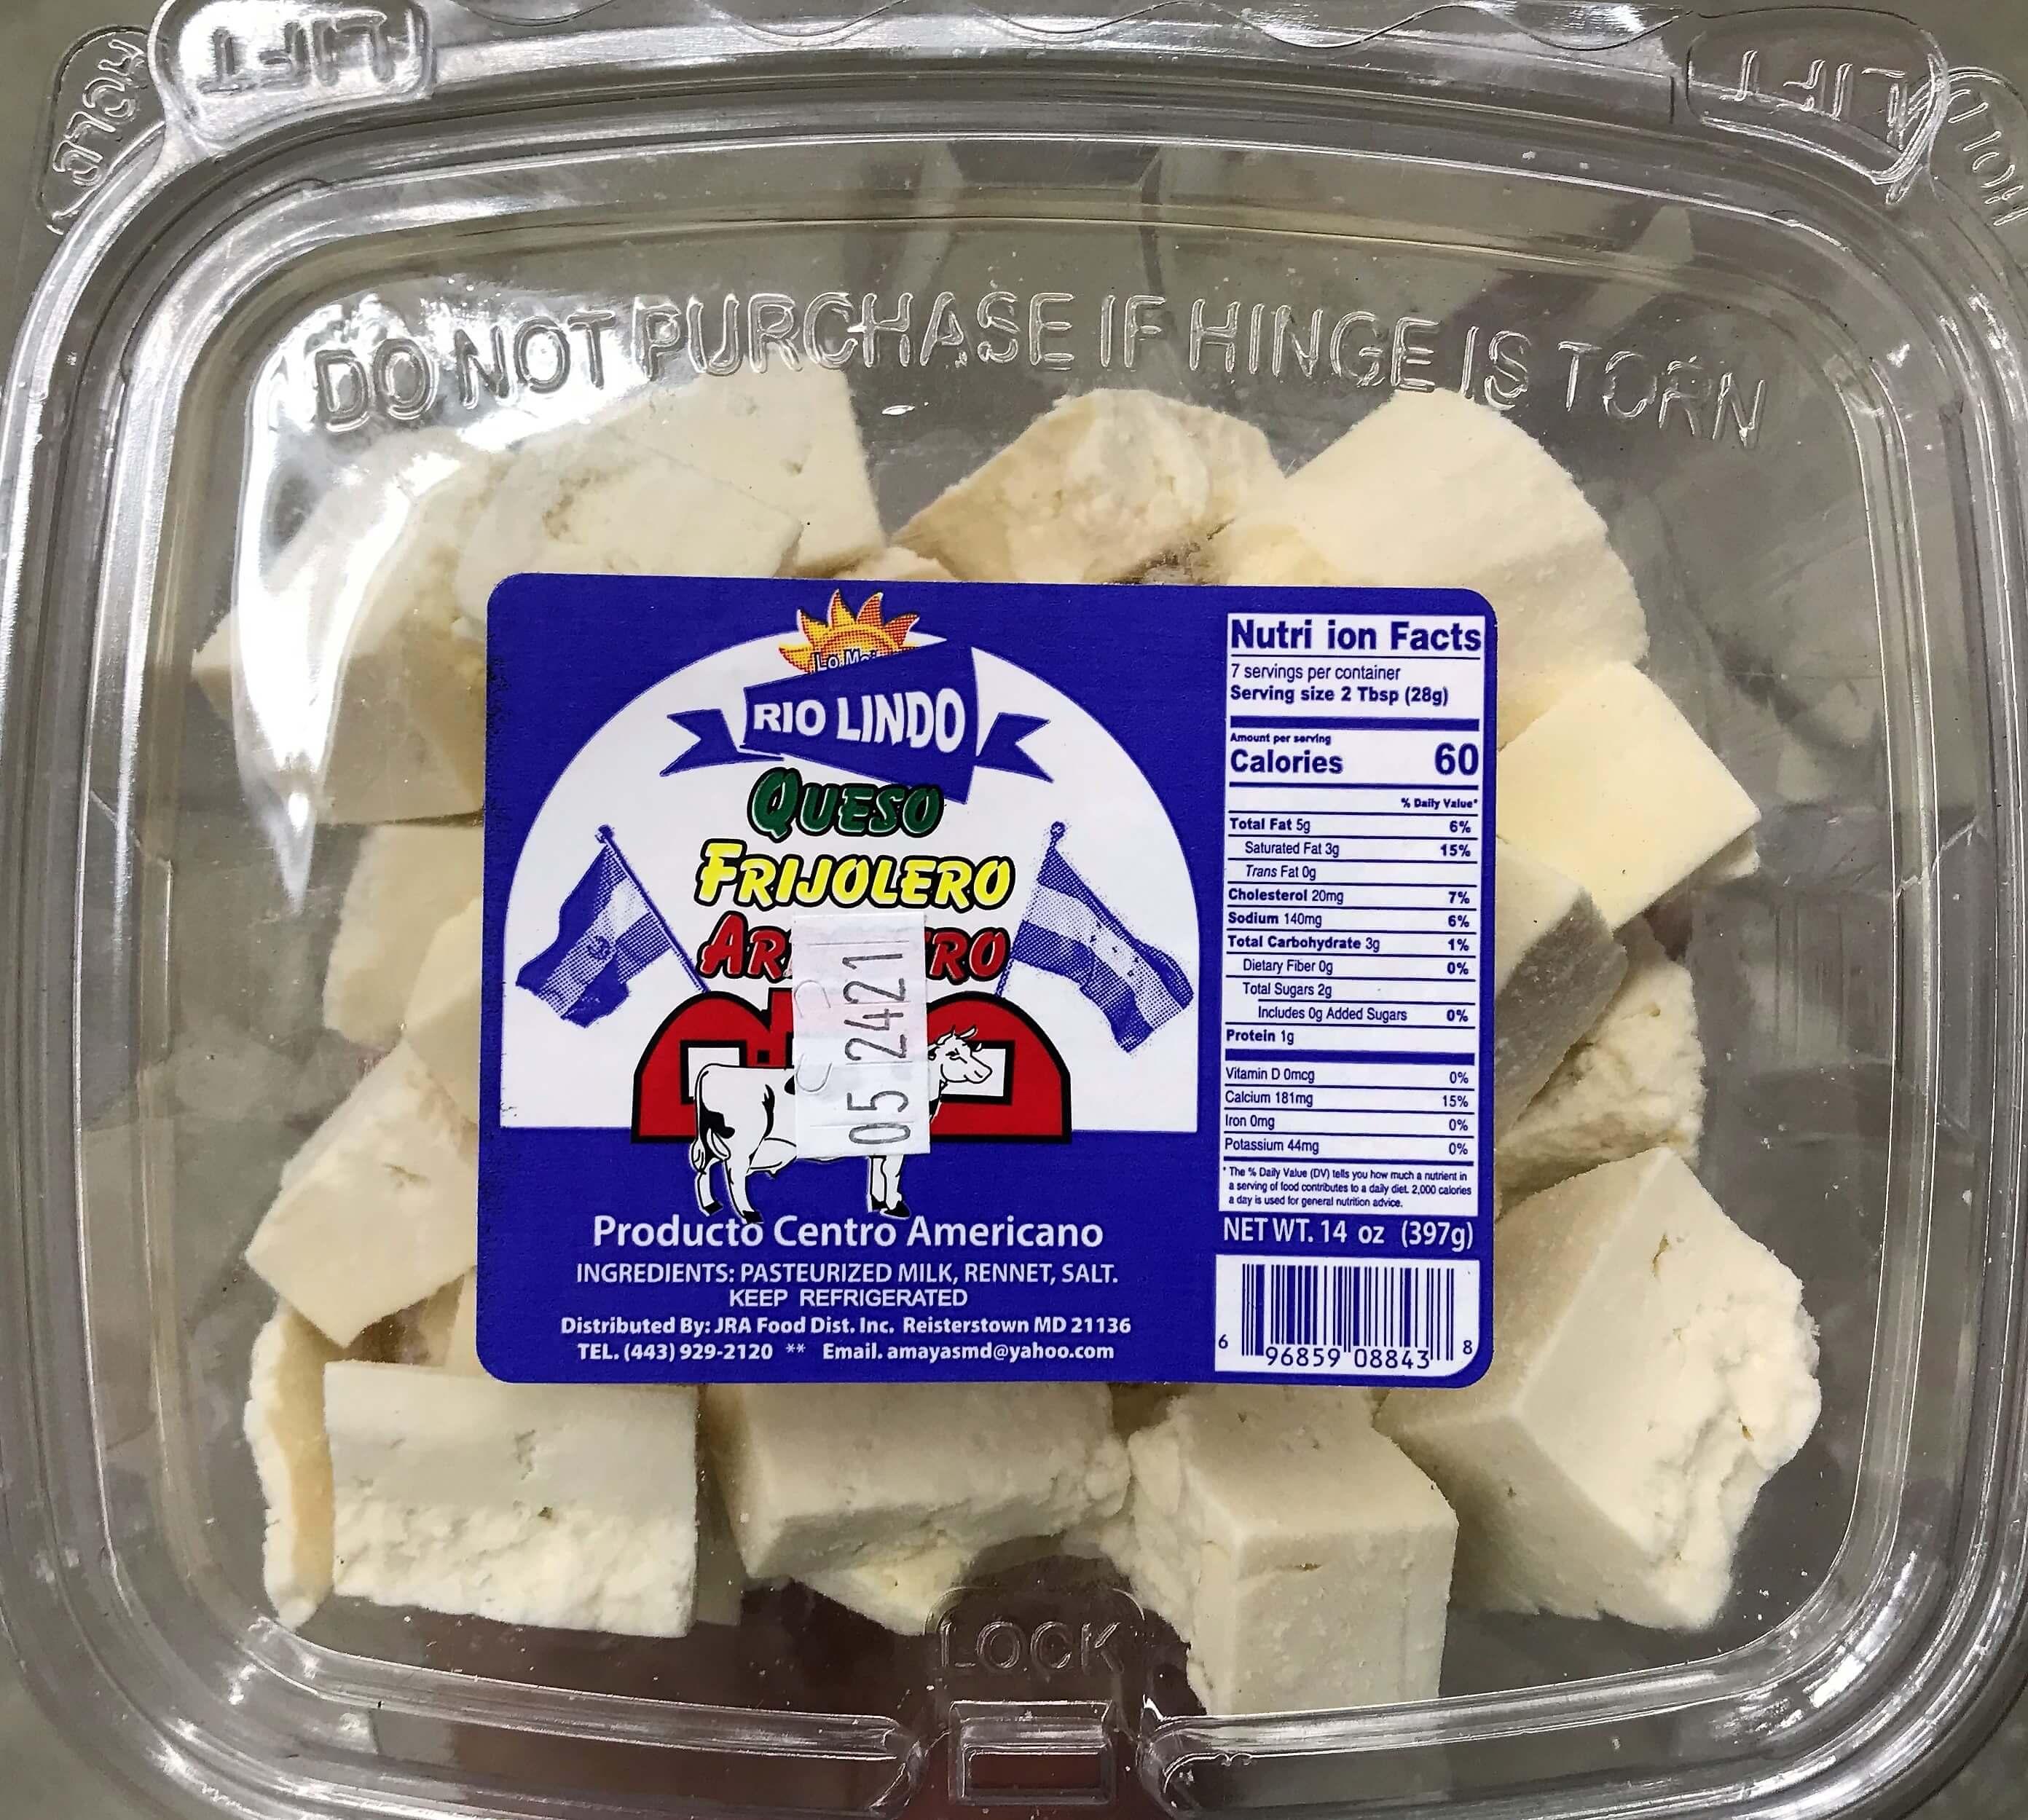 LIFT
LIFT
HOLD
DO NOT PURCHASE IF HINGE IS TORN
RIO LINDO
QUESO
FRIJOLERO
05 2421
Producto Centro Americano
INGREDIENTS: PASTEURIZED MILK, RENNET, SALT.
KEEP REFRIGERATED
Distributed By: JRA Food Dist. Inc. Reisterstown MD 21136
TEL. (443) 929-2120 ** Email. amayasmd@yahoo.com
Nutri ion Facts
7 servings per container
Serving size 2 Tbsp (28g)
Amount per serving
Calories 60
% Daily Value*
Total Fat 5g 6%
Saturated Fat 3g 15%
Trans Fat 0g
Cholesterol 20mg 7%
Sodium 140mg 6%
Total Carbohydrate 3g 1%
Dietary Fiber 0g 0%
Total Sugars 2g
Includes 0g Added Sugars 0%
Protein 1g
Vitamin D 0mcg 0%
Calcium 181mg 15%
Iron 0mg 0%
Potassium 44mg 0%
* The % Daily Value (DV) tells you how much a nutrient in
a serving of food contributes to a daily diet. 2,000 calories
a day is used for general nutrition advice.
NET WT. 14 oz (397g)
6 96859 08843 8
LOCK